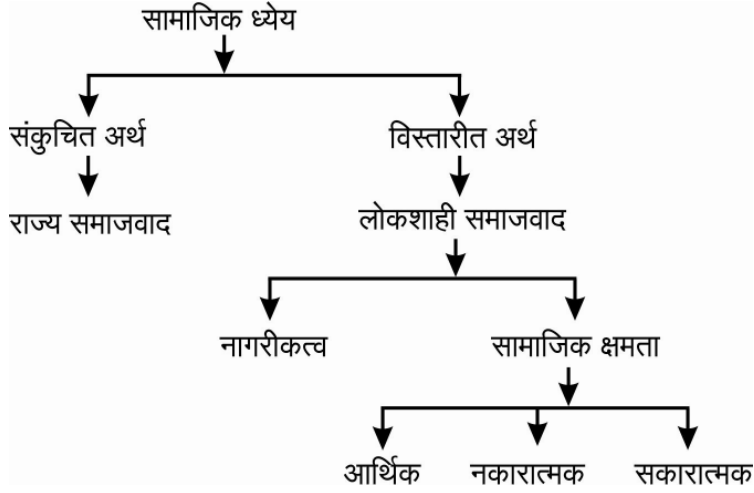 सामाजिक ध्येय
संकुचित अर्थ विस्तारीत अर्थ
राज्य समाजवाद लोकशाही समाजवाद
नागरीकत्व सामाजिक क्षमता
आर्थिक नकारात्मक सकारात्मक